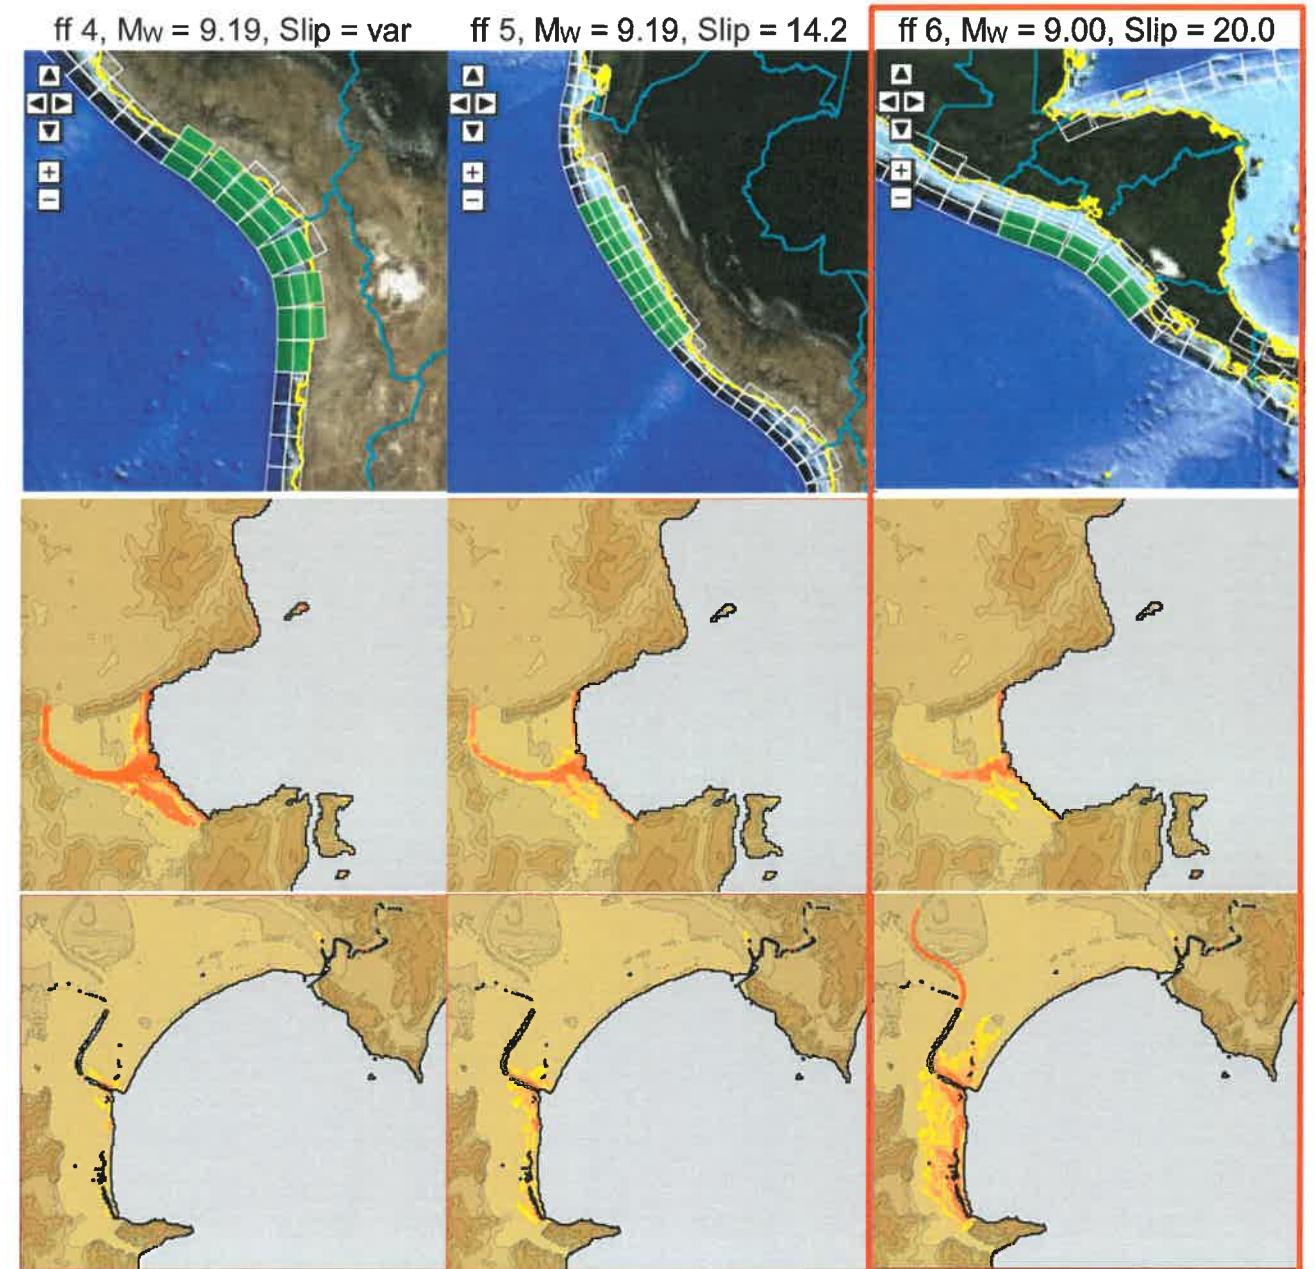 ff 4, Mw = 9.19, Slip = var
ff 5, Mw = 9.19, Slip = 14.2
ff 6, Mw = 9.00, Slip = 20.0